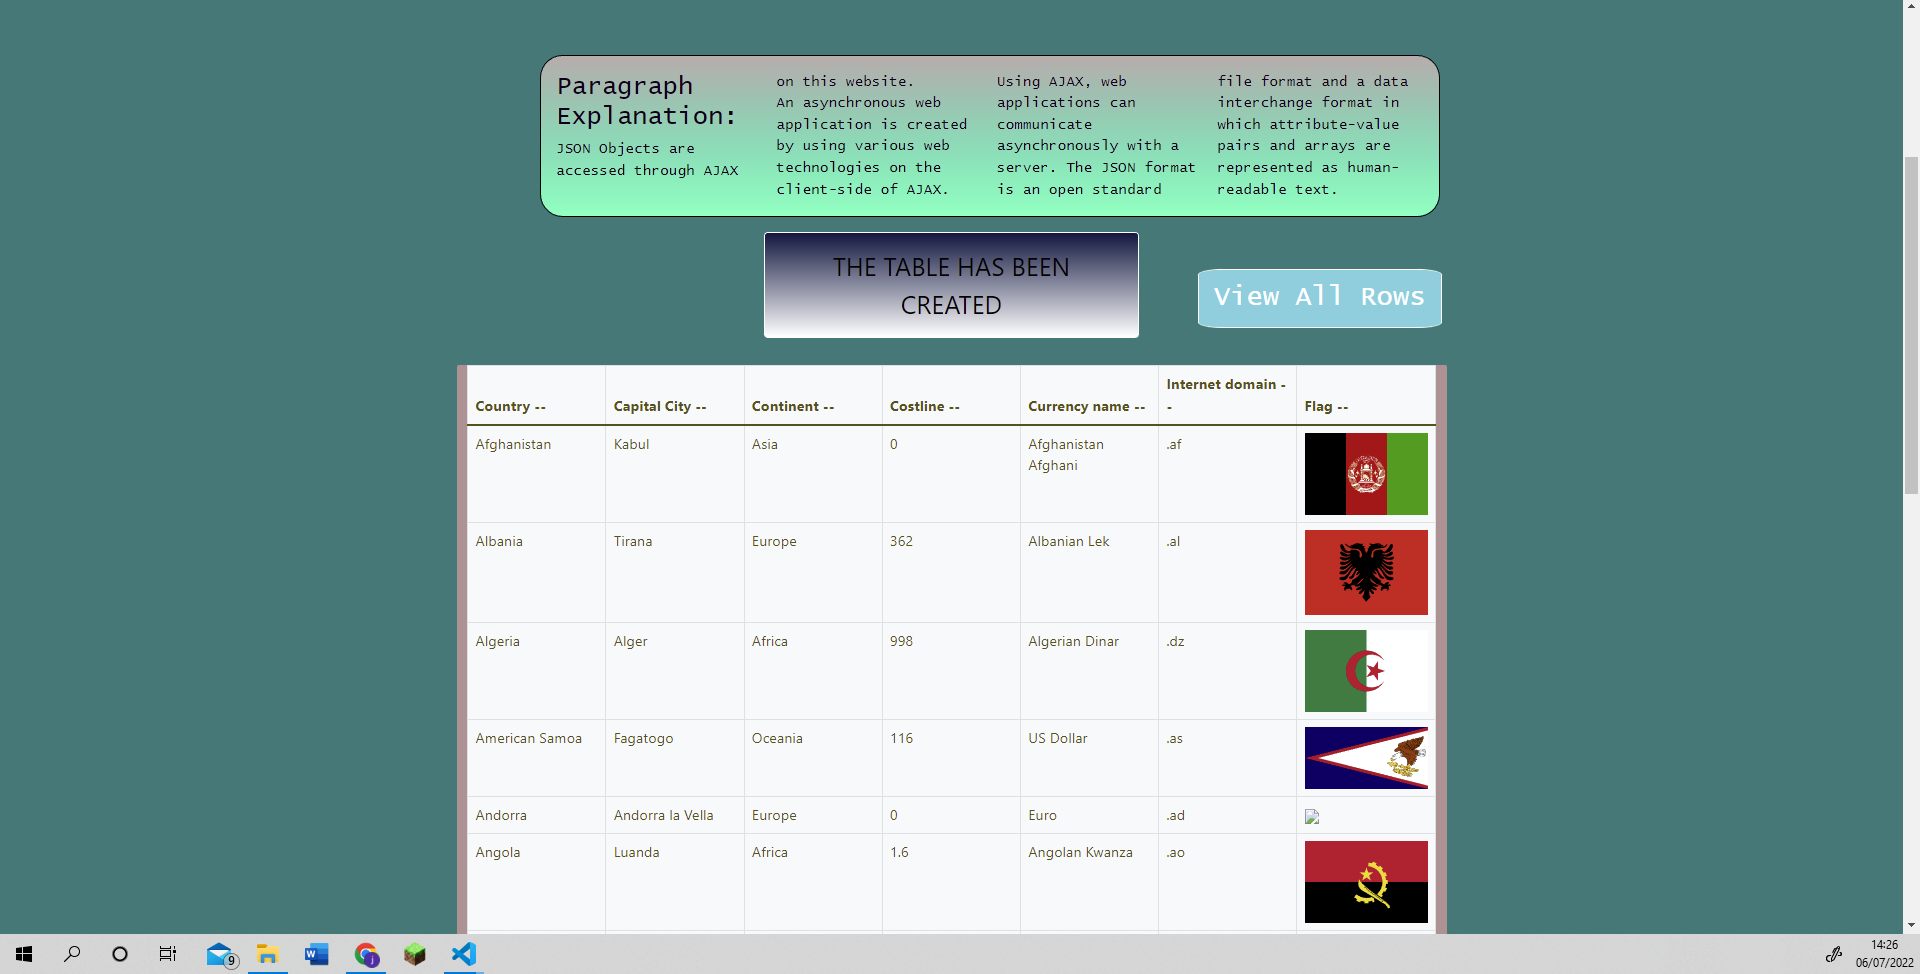 Paragraph
Explanation:
JSON Objects are
accessed through AJAX
on this website.
An asynchronous web
application is created
by using various web
technologies on the
client-side of AJAX.
Using AJAX, web
applications can
communicate
asynchronously with a
server. The JSON format
is an open standard
file format and a data
interchange format in
which attribute-value
pairs and arrays are
represented as human-
readable text.
THE TABLE HAS BEEN
CREATED
View All Rows
Country -- Capital City -- Continent -- Costline -- Currency name -- Internet domain -
- Flag --
Afghanistan Kabul Asia 0 Afghanistan
Afghani .af
Albania Tirana Europe 362 Albanian Lek .al
Algeria Alger Africa 998 Algerian Dinar .dz
American Samoa Fagatogo Oceania 116 US Dollar .as
Andorra Andorra la Vella Europe 0 Euro .ad
Angola Luanda Africa 1.6 Angolan Kwanza .ao
9
W
j
14:26
06/07/2022